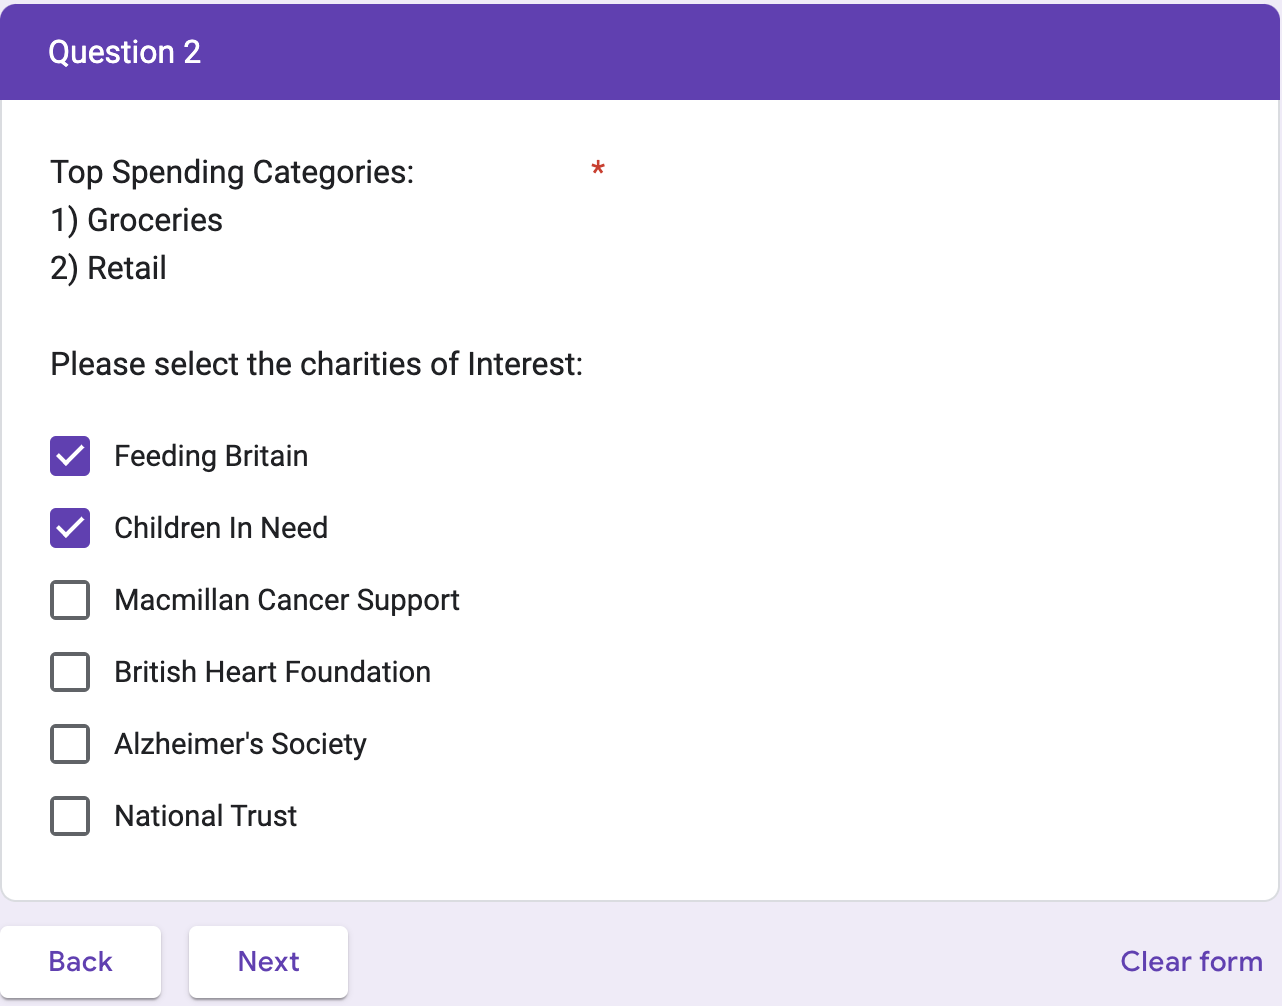 Question 2
Top Spending Categories: *
1) Groceries
2) Retail
Please select the charities of Interest:
Feeding Britain
Children In Need
Macmillan Cancer Support
British Heart Foundation
Alzheimer's Society
National Trust
Back Next Clear form